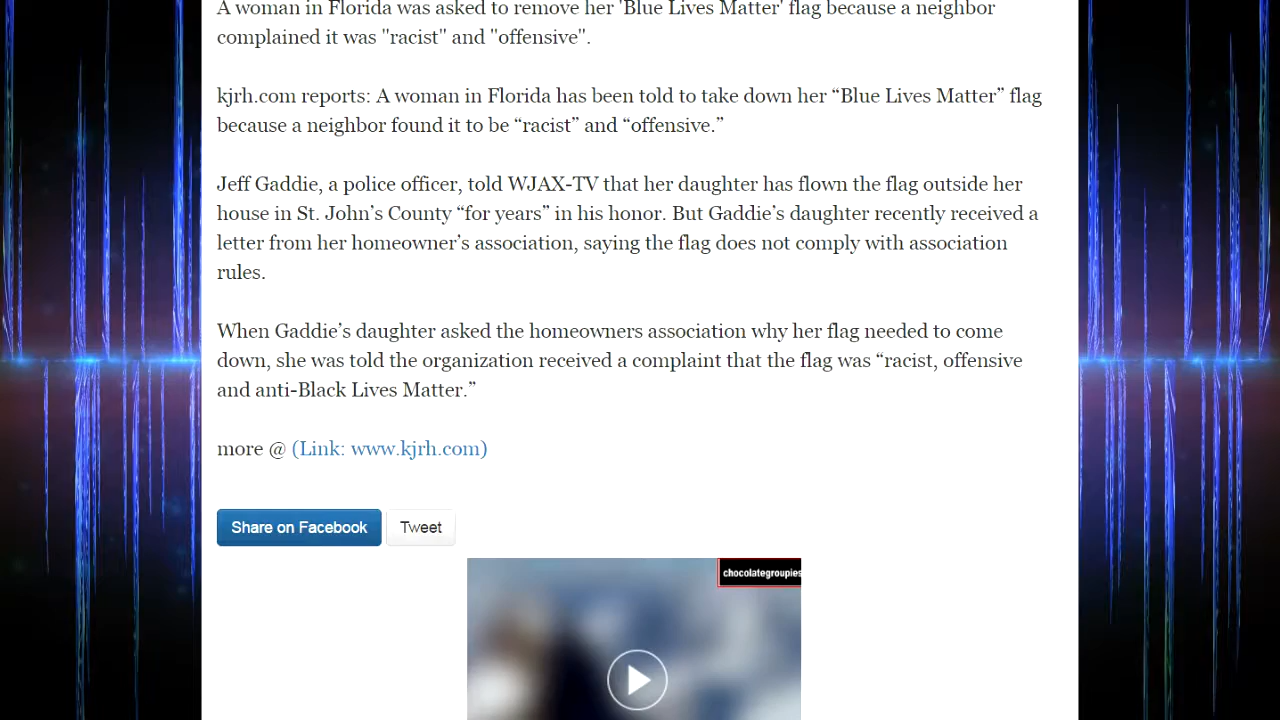 A woman in Florida was asked to remove her 'Blue Lives Matter' flag because a neighbor
complained it was "racist" and "offensive".
kjrh.com reports: A woman in Florida has been told to take down her “Blue Lives Matter” flag
because a neighbor found it to be “racist” and “offensive.”
Jeff Gaddie, a police officer, told WJAX-TV that her daughter has flown the flag outside her
house in St. John’s County “for years” in his honor. But Gaddie’s daughter recently received a
letter from her homeowner’s association, saying the flag does not comply with association
rules.
When Gaddie’s daughter asked the homeowners association why her flag needed to come
down, she was told the organization received a complaint that the flag was “racist, offensive
and anti-Black Lives Matter.”
more @ (Link: www.kjrh.com)
Share on Facebook Tweet
chocolategroupies